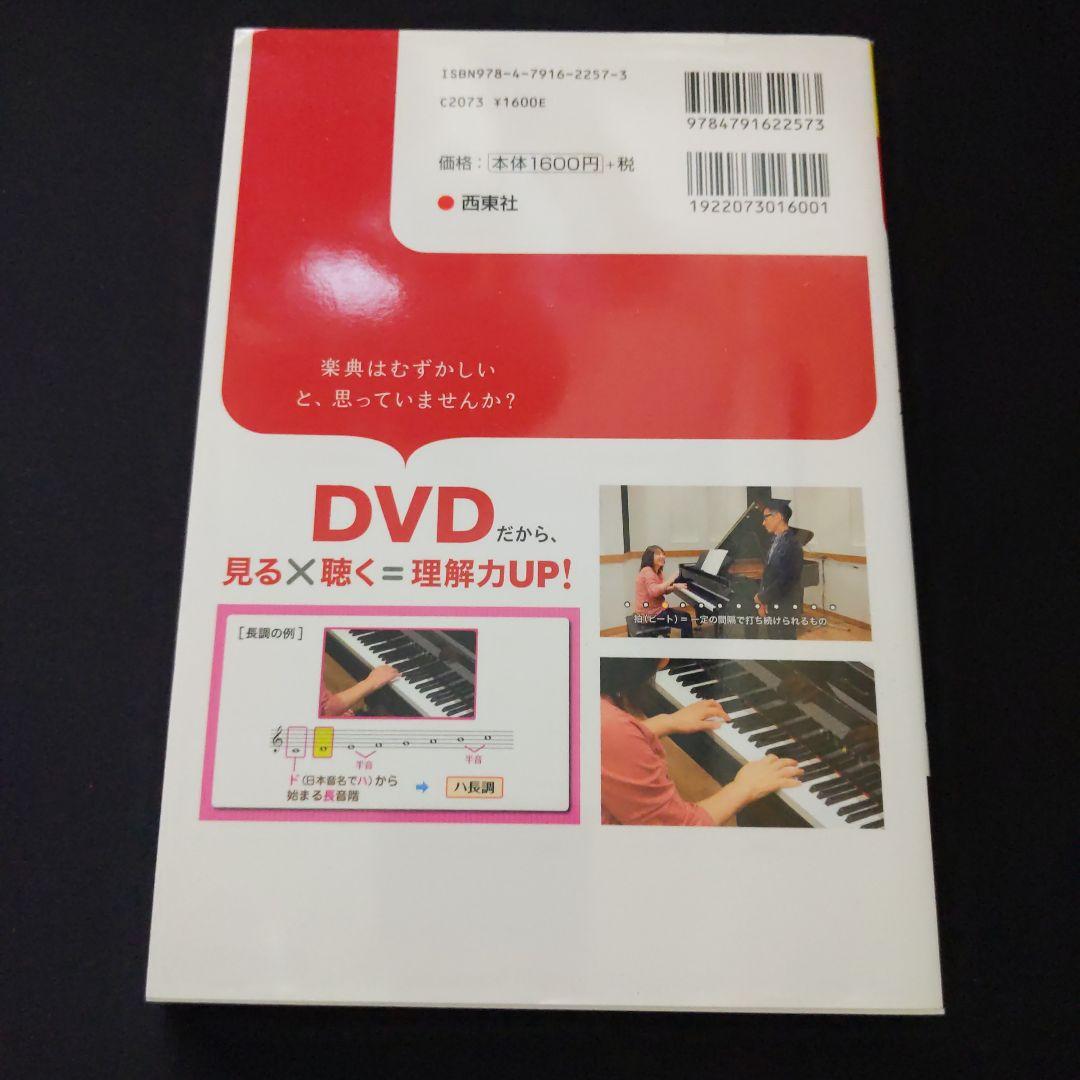 ISBN978-4-7916-2257-3
C2073 ¥1600E
9784791622573
価格：本体1600円+税
1922073016001
西東社
楽典はむずかしい
と、思っていませんか？
DVDだから、
見る×聴く=理解力UP!
拍（ビート）＝一定の間隔で打ち続けられるもの
［長調の例］
半音
半音
ド（日本音名でハ）から
始まる長音階
ハ長調